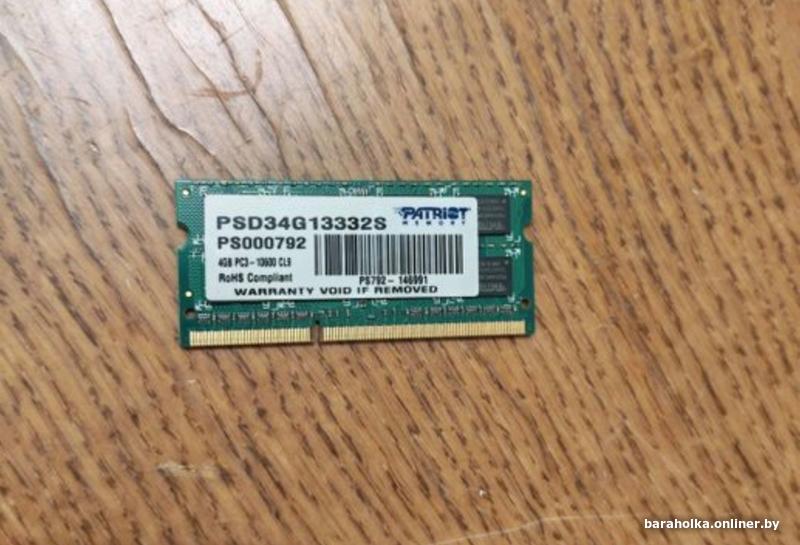 PSD34G13332S
PATRIOT
MEMORY
PS000792
4GB PC3-10600 CL9
RoHS Compliant
PS792-146991
WARRANTY VOID IF REMOVED
baraholka.onliner.by